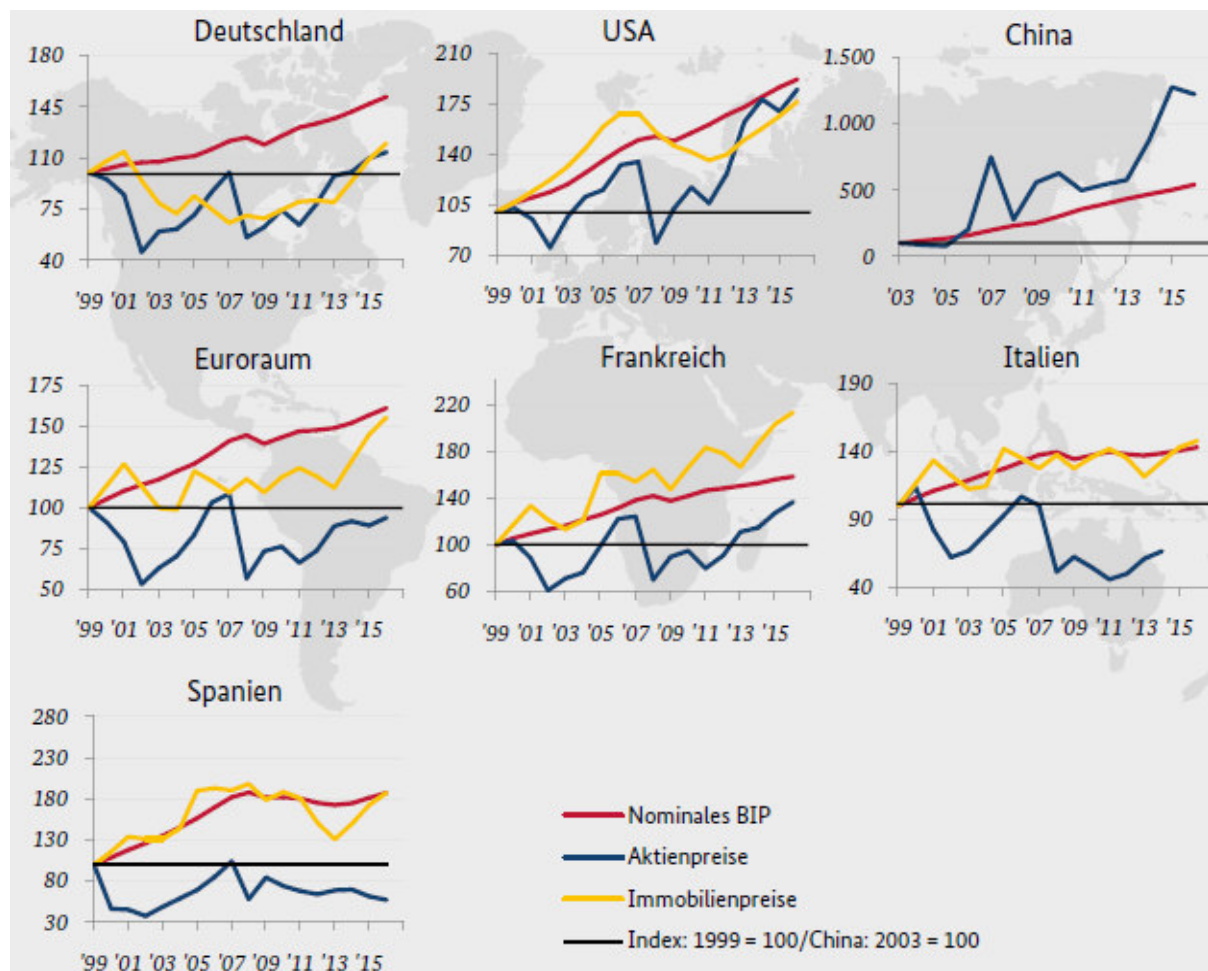 Deutschland
180
145
110
75
40
'99 '01 '03 '05 '07 '09 '11 '13 '15
USA
210
175
140
105
70
'99 '01 '03 '05 '07 '09 '11 '13 '15
China
1.500
1.000
500
0
'03 '05 '07 '09 '11 '13 '15
Euroraum
175
150
125
100
75
50
'99 '01 '03 '05 '07 '09 '11 '13 '15
Frankreich
220
180
140
100
60
'99 '01 '03 '05 '07 '09 '11 '13 '15
Italien
190
140
90
40
'99 '01 '03 '05 '07 '09 '11 '13 '15
Spanien
280
230
180
130
80
30
'99 '01 '03 '05 '07 '09 '11 '13 '15
Nominales BIP
Aktienpreise
Immobilienpreise
Index: 1999 = 100/China: 2003 = 100